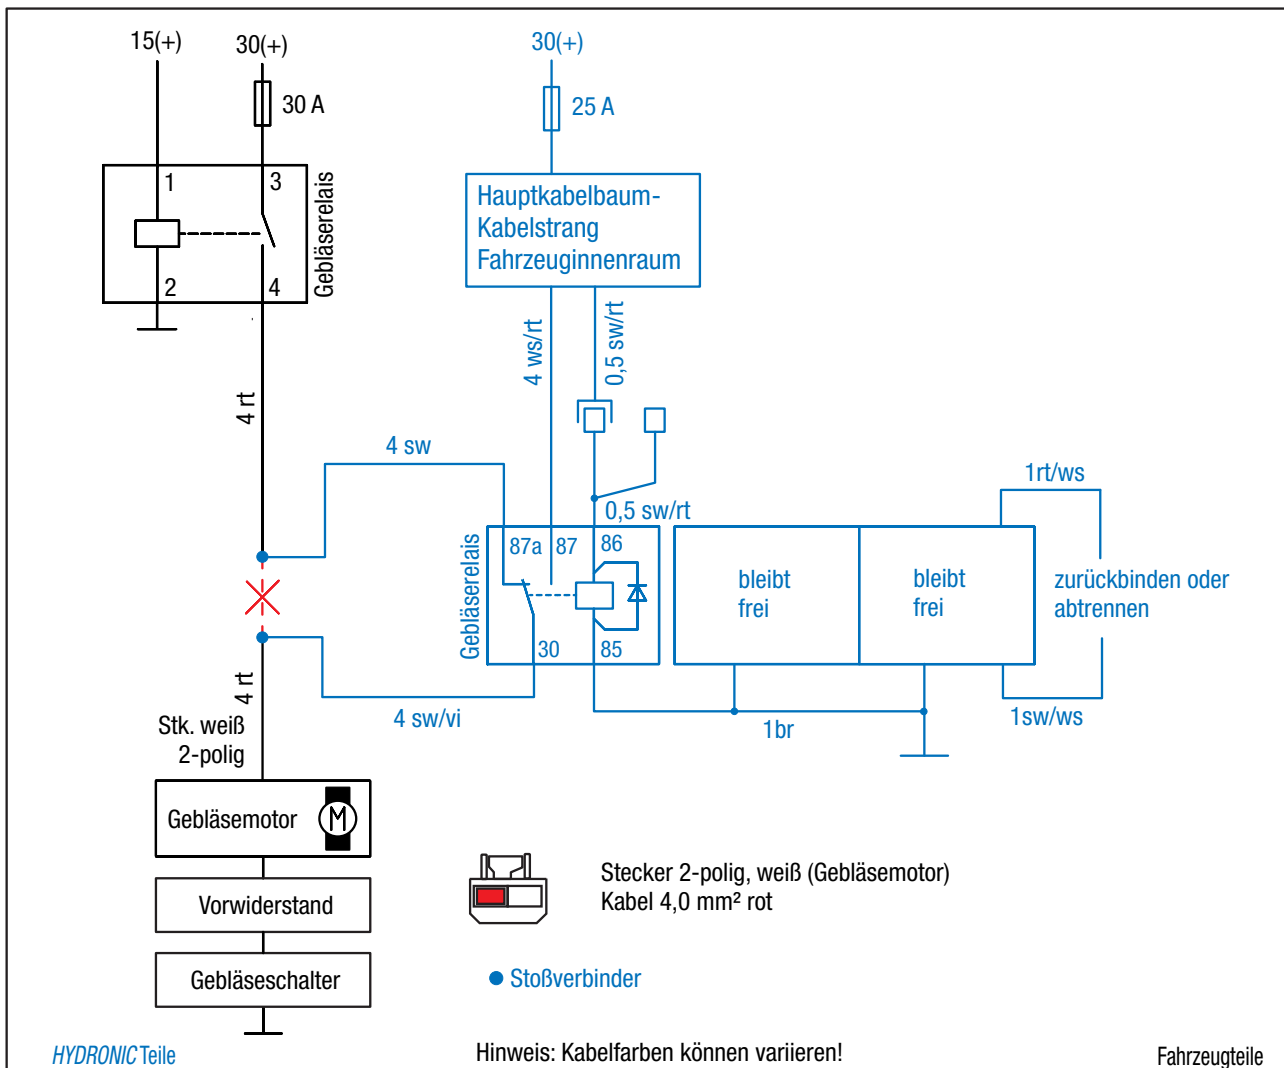 15(+)
30(+)
30(+)
30 A
25 A
1
3
Gebläserelais
2
4
Hauptkabelbaum-
Kabelstrang
Fahrzeuginnenraum
4 ws/rt
0,5 sw/rt
4 rt
4 sw
0,5 sw/rt
1rt/ws
Gebläserelais
87a
87
86
30
85
bleibt
frei
bleibt
frei
zurückbinden oder
abtrennen
4 rt
4 sw/vi
1br
1sw/ws
Stk. weiß
2-polig
Gebläsemotor
M
Vorwiderstand
Gebläseschalter
Stecker 2-polig, weiß (Gebläsemotor)
Kabel 4,0 mm² rot
Stoßverbinder
HYDRONIC Teile
Hinweis: Kabelfarben können variieren!
Fahrzeugteile